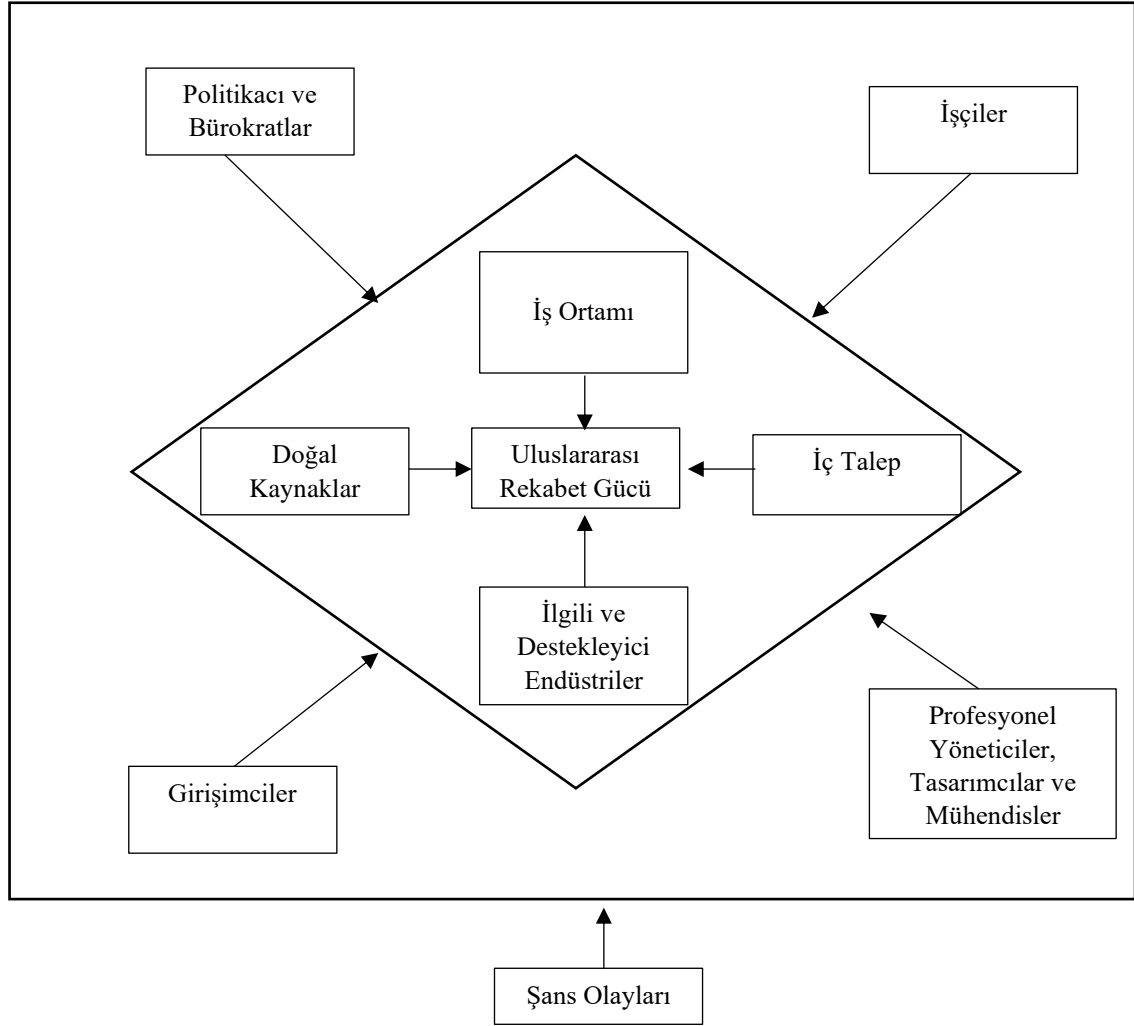 Politikacı ve
Bürokratlar
İşçiler
İş Ortamı
Doğal
Kaynaklar
Uluslararası
Rekabet Gücü
İç Talep
İlgili ve
Destekleyici
Endüstriler
Girişimciler
Profesyonel
Yöneticiler,
Tasarımcılar ve
Mühendisler
Şans Olayları